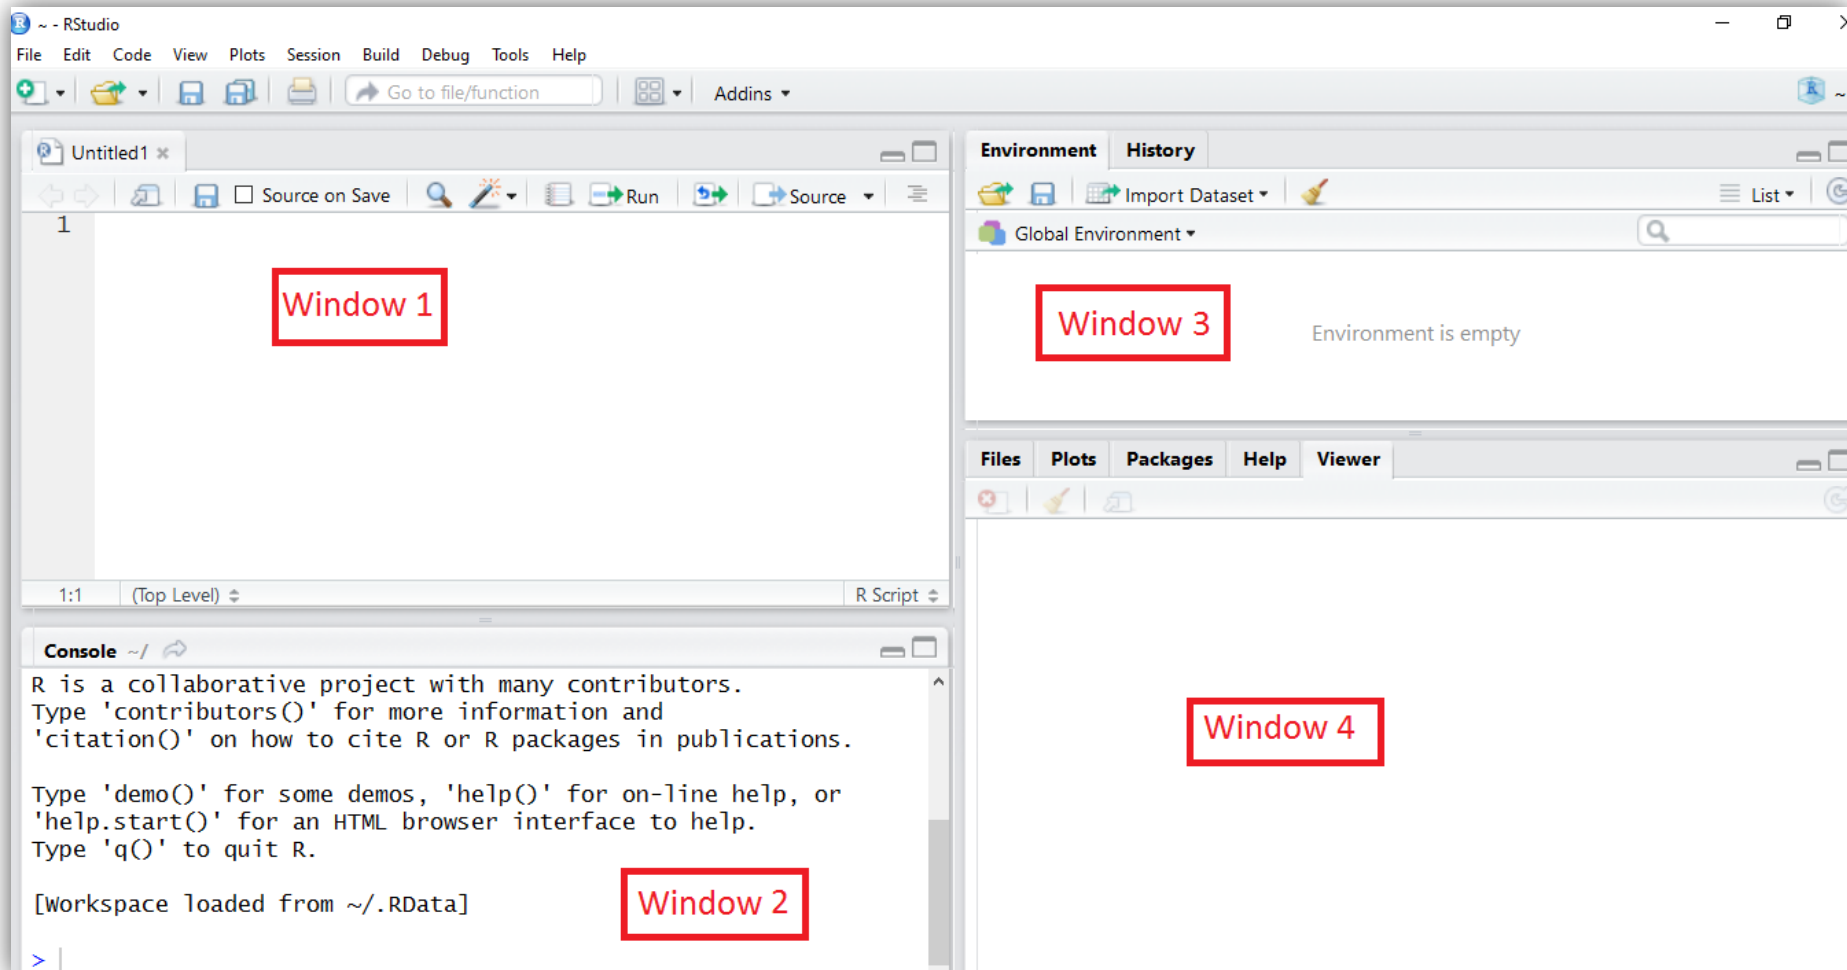 ~ - RStudio
File Edit Code View Plots Session Build Debug Tools Help
Go to file/function Addins ~
Untitled1
Source on Save Run Source
1
Window 1
1:1 (Top Level) R Script
Console ~/
R is a collaborative project with many contributors.
Type 'contributors()' for more information and
'citation()' on how to cite R or R packages in publications.
Type 'demo()' for some demos, 'help()' for on-line help, or
'help.start()' for an HTML browser interface to help.
Type 'q()' to quit R.
[Workspace loaded from ~/.RData]
Window 2
>
Environment History
Import Dataset List
Global Environment
Window 3
Environment is empty
Files Plots Packages Help Viewer
Window 4